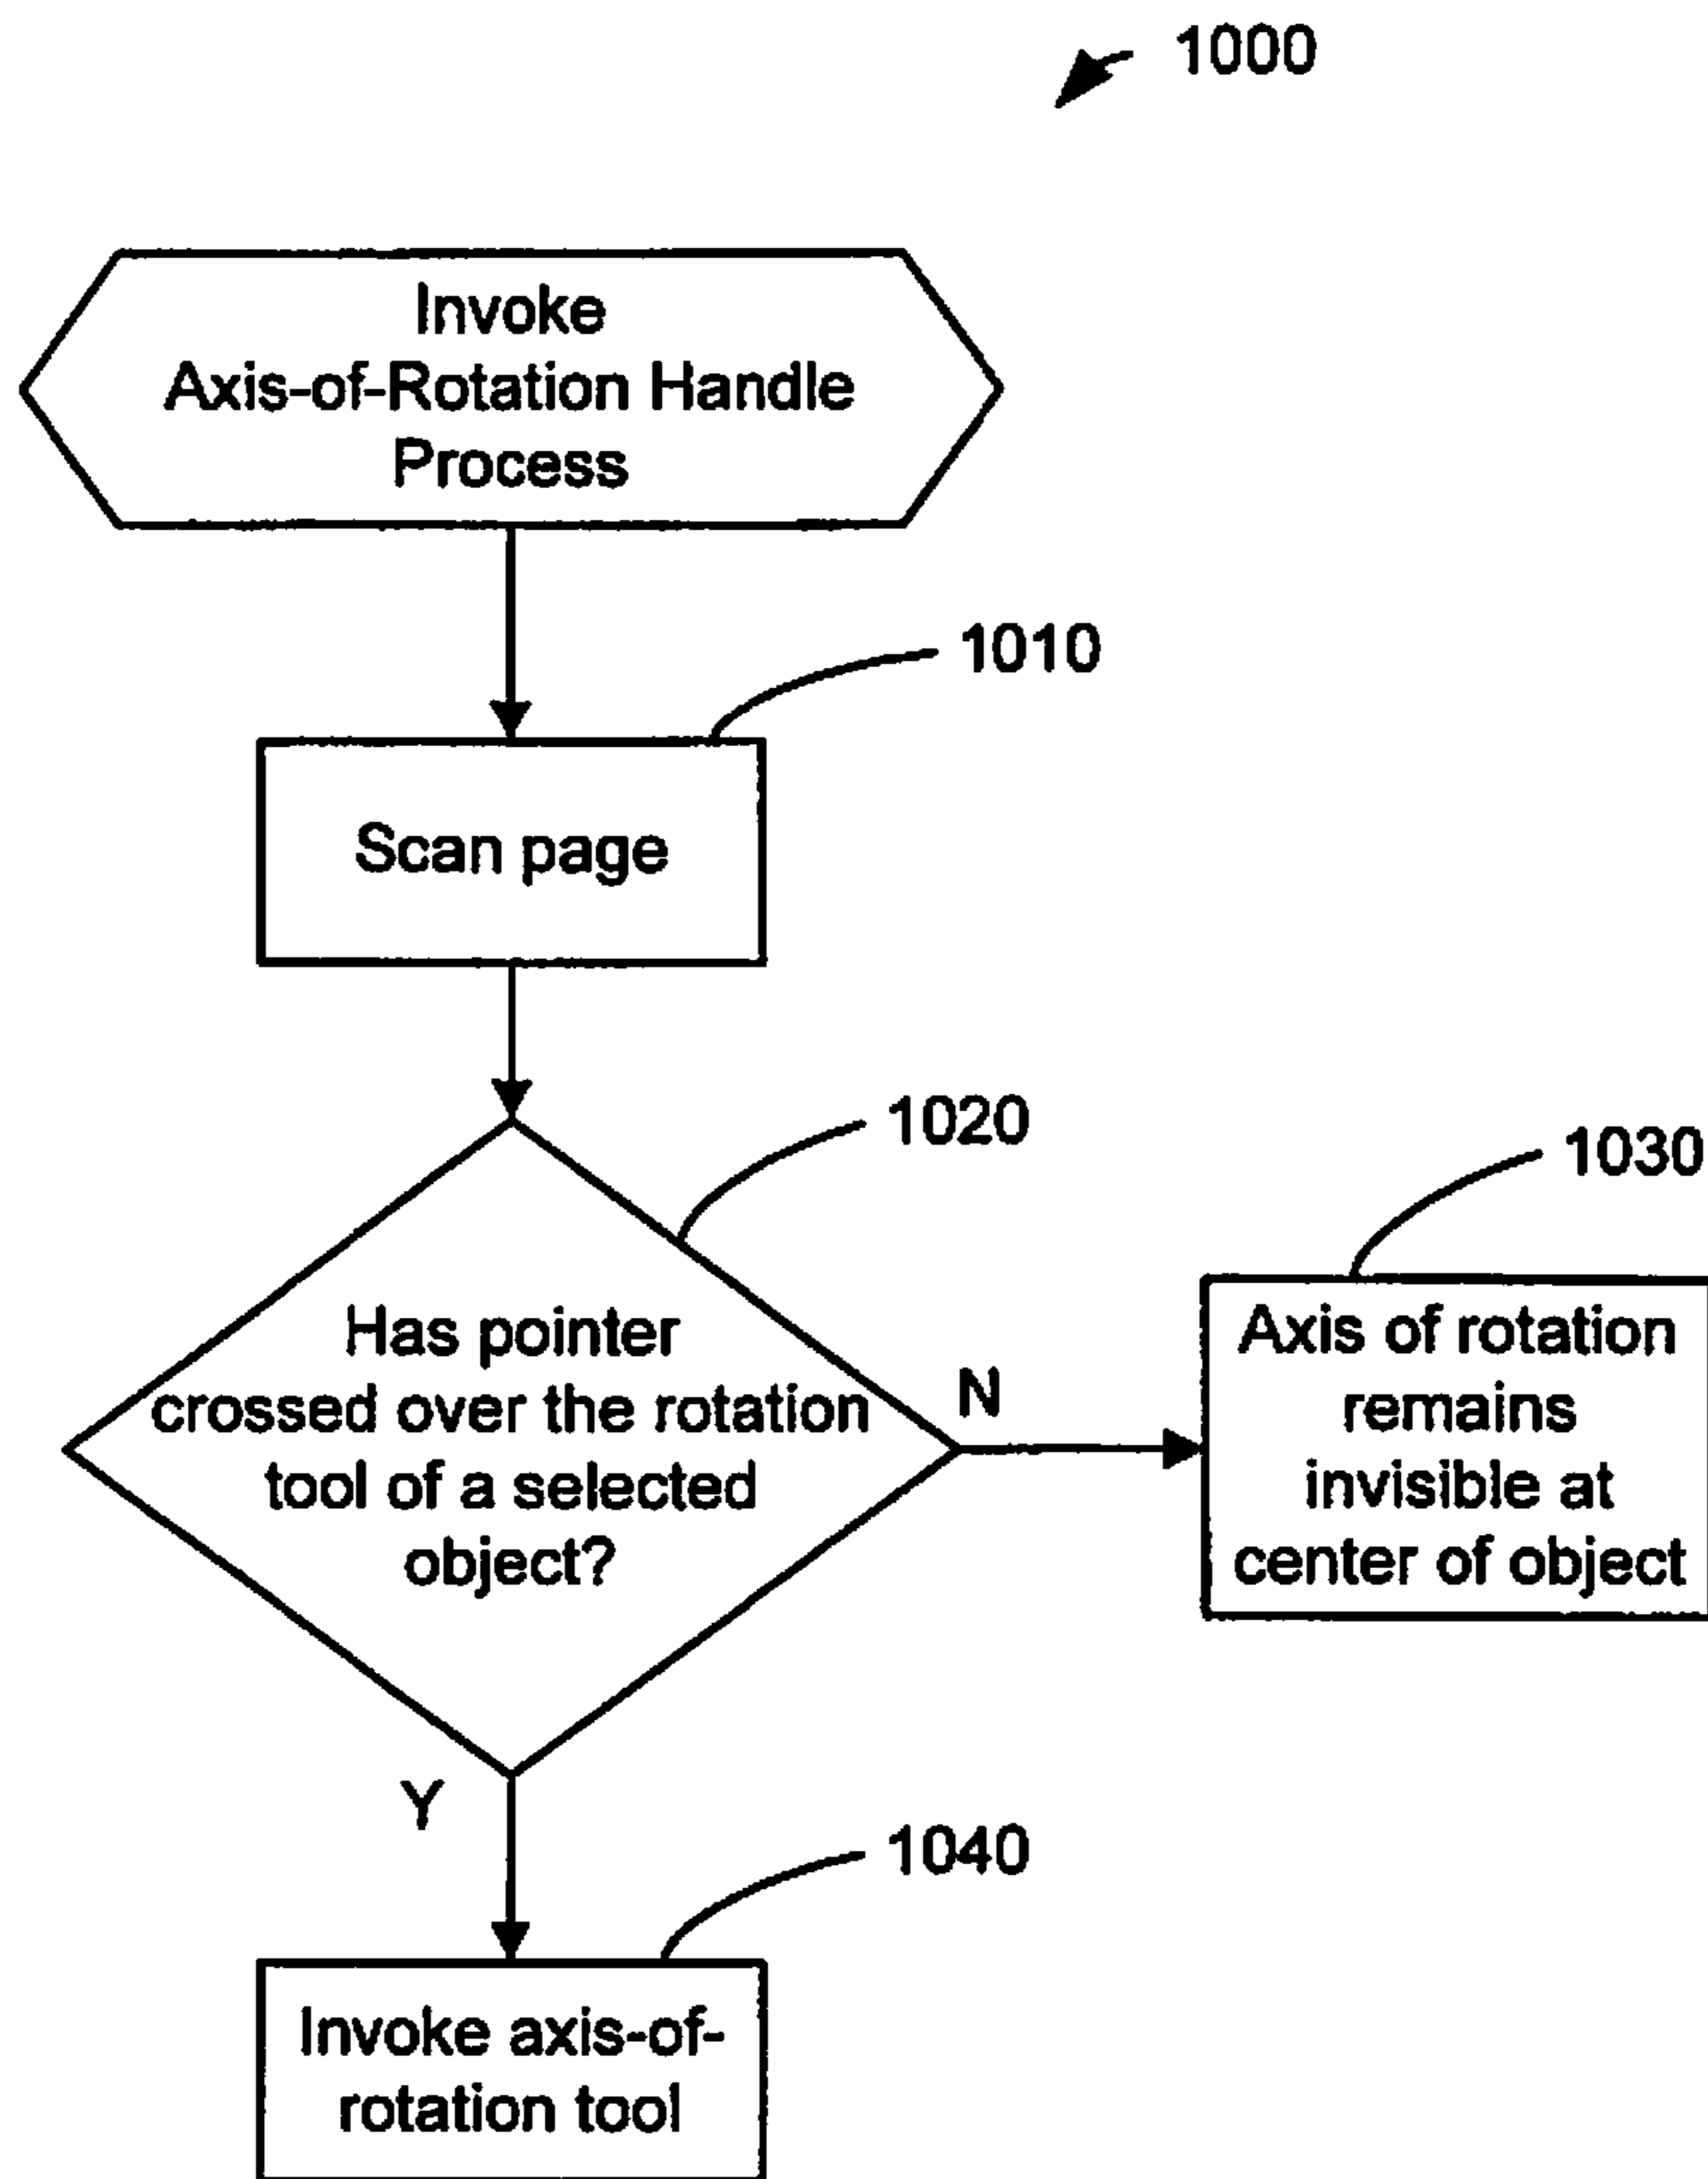 1000
Invoke
Axis-of-Rotation Handle
Process
1010
Scan page
1020
1030
Has pointer
crossed over the rotation
tool of a selected
object?
N
Axis of rotation
remains
invisible at
center of object
Y
1040
Invoke axis-of-
rotation tool